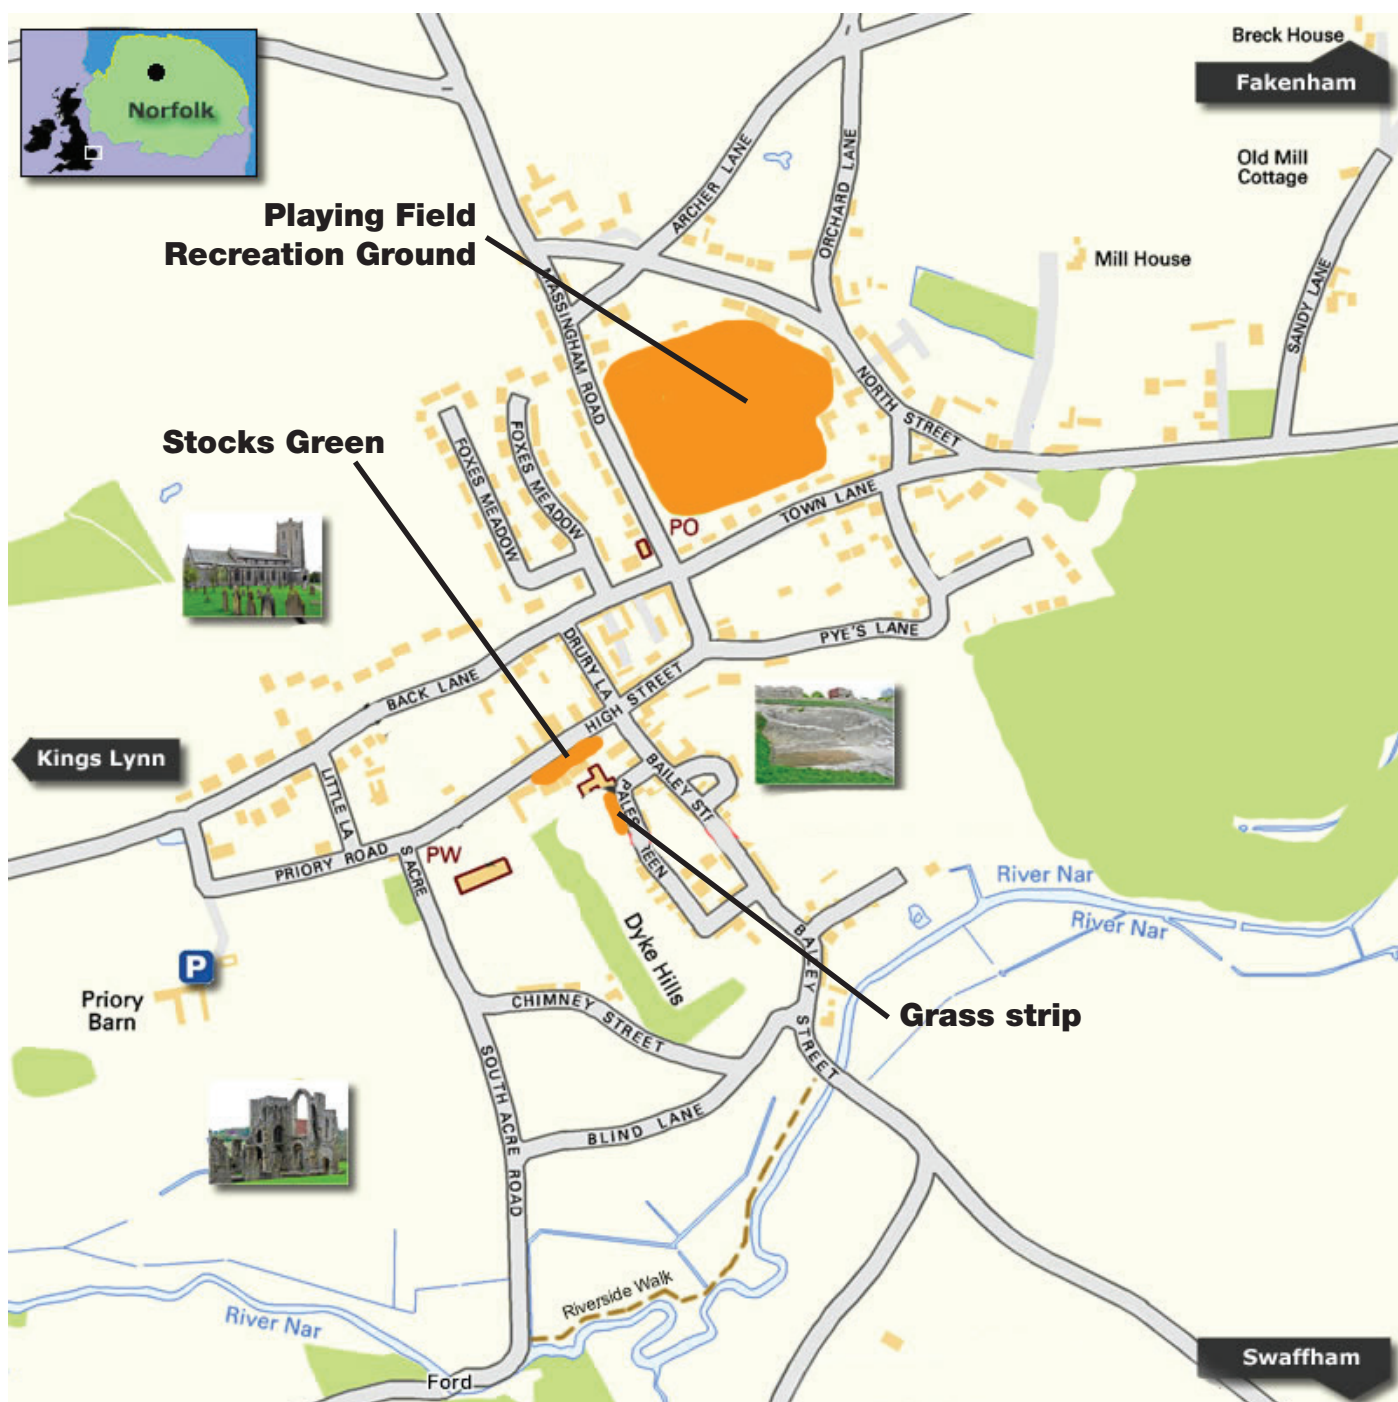 Norfolk
Breck House
Fakenham
Old Mill
Cottage
Mill House
SANDY LANE
ARCHER LANE
ORCHARD LANE
Playing Field
Recreation Ground
MASSINGHAM ROAD
NORTH STREET
Stocks Green
FOXES MEADOW
FOXES MEADOW
PO
TOWN LANE
PYE'S LANE
DRURY LA
BACK LANE
HIGH STREET
Kings Lynn
LITTLE LA
BAILEY STR
PALES
REEN
PRIORY ROAD
S ACRE
PW
River Nar
River Nar
Dyke Hills
BAILEY STREET
P
Priory
Barn
CHIMNEY STREET
Grass strip
SOUTH ACRE ROAD
BLIND LANE
Riverside Walk
River Nar
Ford
Swaffham